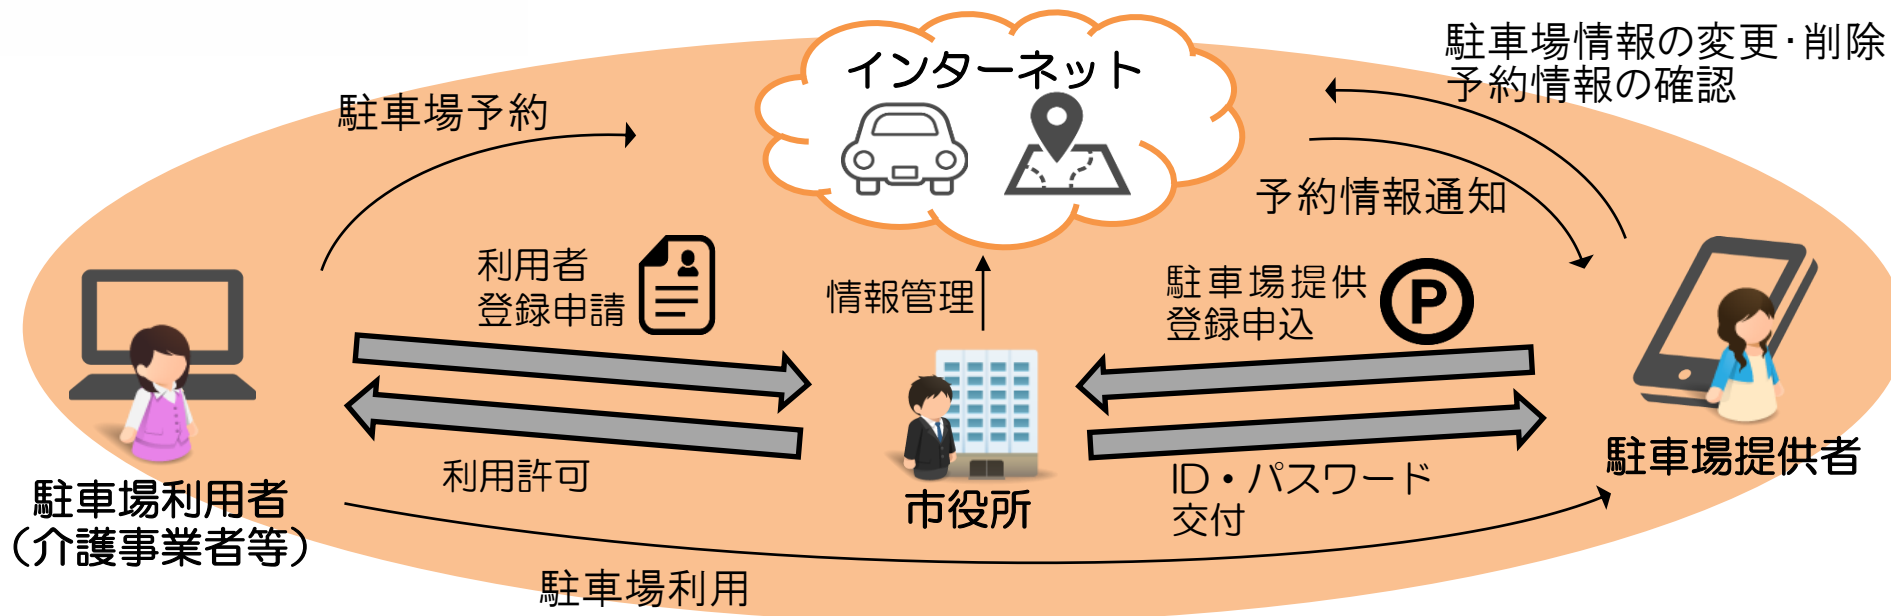 インターネット
駐車場情報の変更・削除
予約情報の確認
駐車場予約
予約情報通知
利用者
登録申請
情報管理
駐車場提供
登録申込
P
利用許可
市役所
ID・パスワード
交付
駐車場提供者
駐車場利用者
（介護事業者等）
駐車場利用